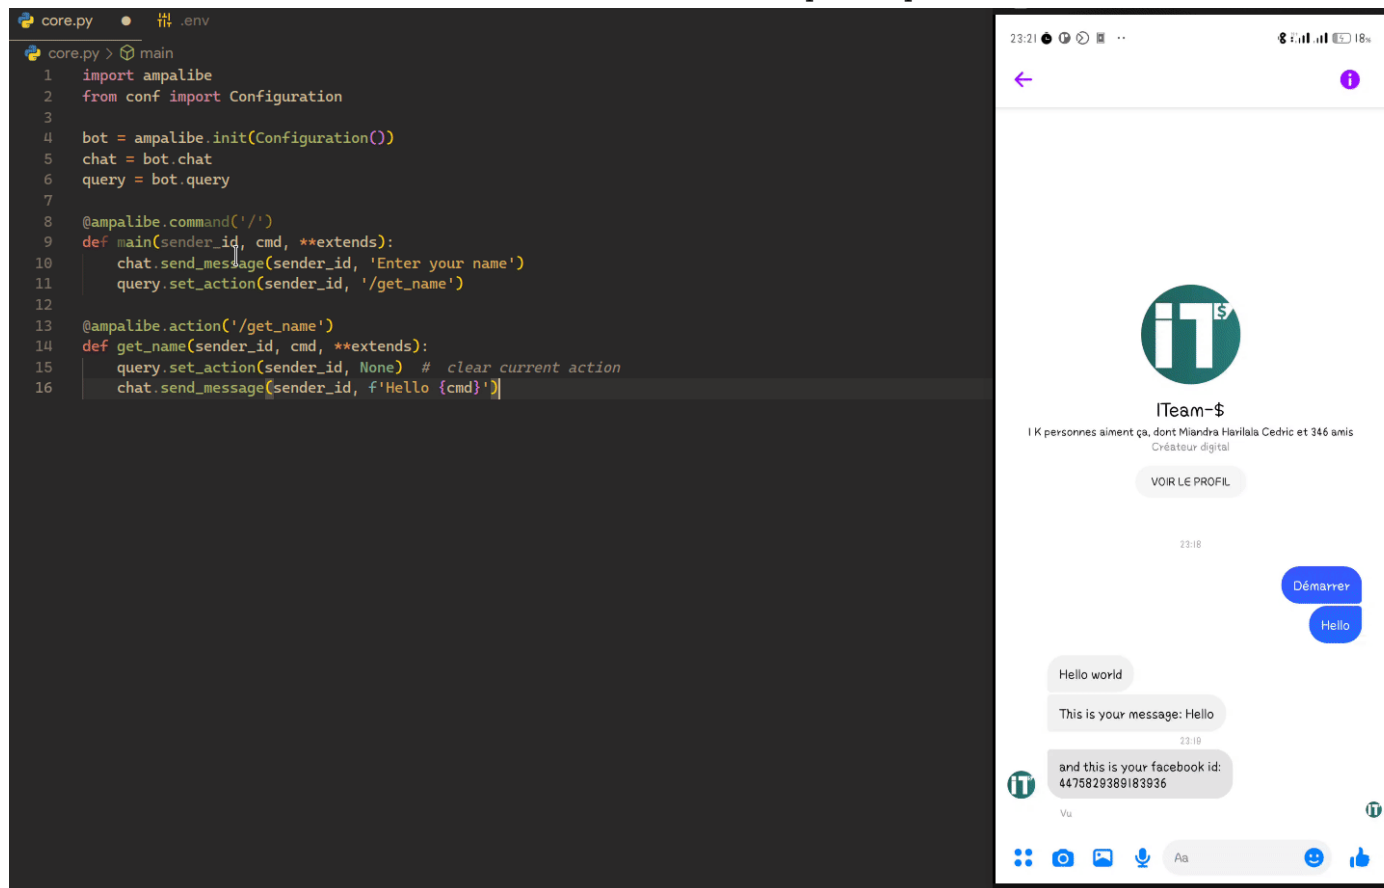 core.py
.env
core.py > main
1 import ampalibe
2 from conf import Configuration
3
4 bot = ampalibe.init(Configuration())
5 chat = bot.chat
6 query = bot.query
7
8 @ampalibe.command('/')
9 def main(sender_id, cmd, **extends):
10 chat.send_message(sender_id, 'Enter your name')
11 query.set_action(sender_id, '/get_name')
12
13 @ampalibe.action('/get_name')
14 def get_name(sender_id, cmd, **extends):
15 query.set_action(sender_id, None) # clear current action
16 chat.send_message(sender_id, f'Hello {cmd}')
23:21
18%
iT$
ITeam-$
1 K personnes aiment ça, dont Miandra Harilala Cedric et 346 amis
Créateur digital
VOIR LE PROFIL
23:18
Démarrer
Hello
Hello world
This is your message: Hello
23:19
and this is your facebook id:
4475829389183936
iT
Vu
iT
Aa